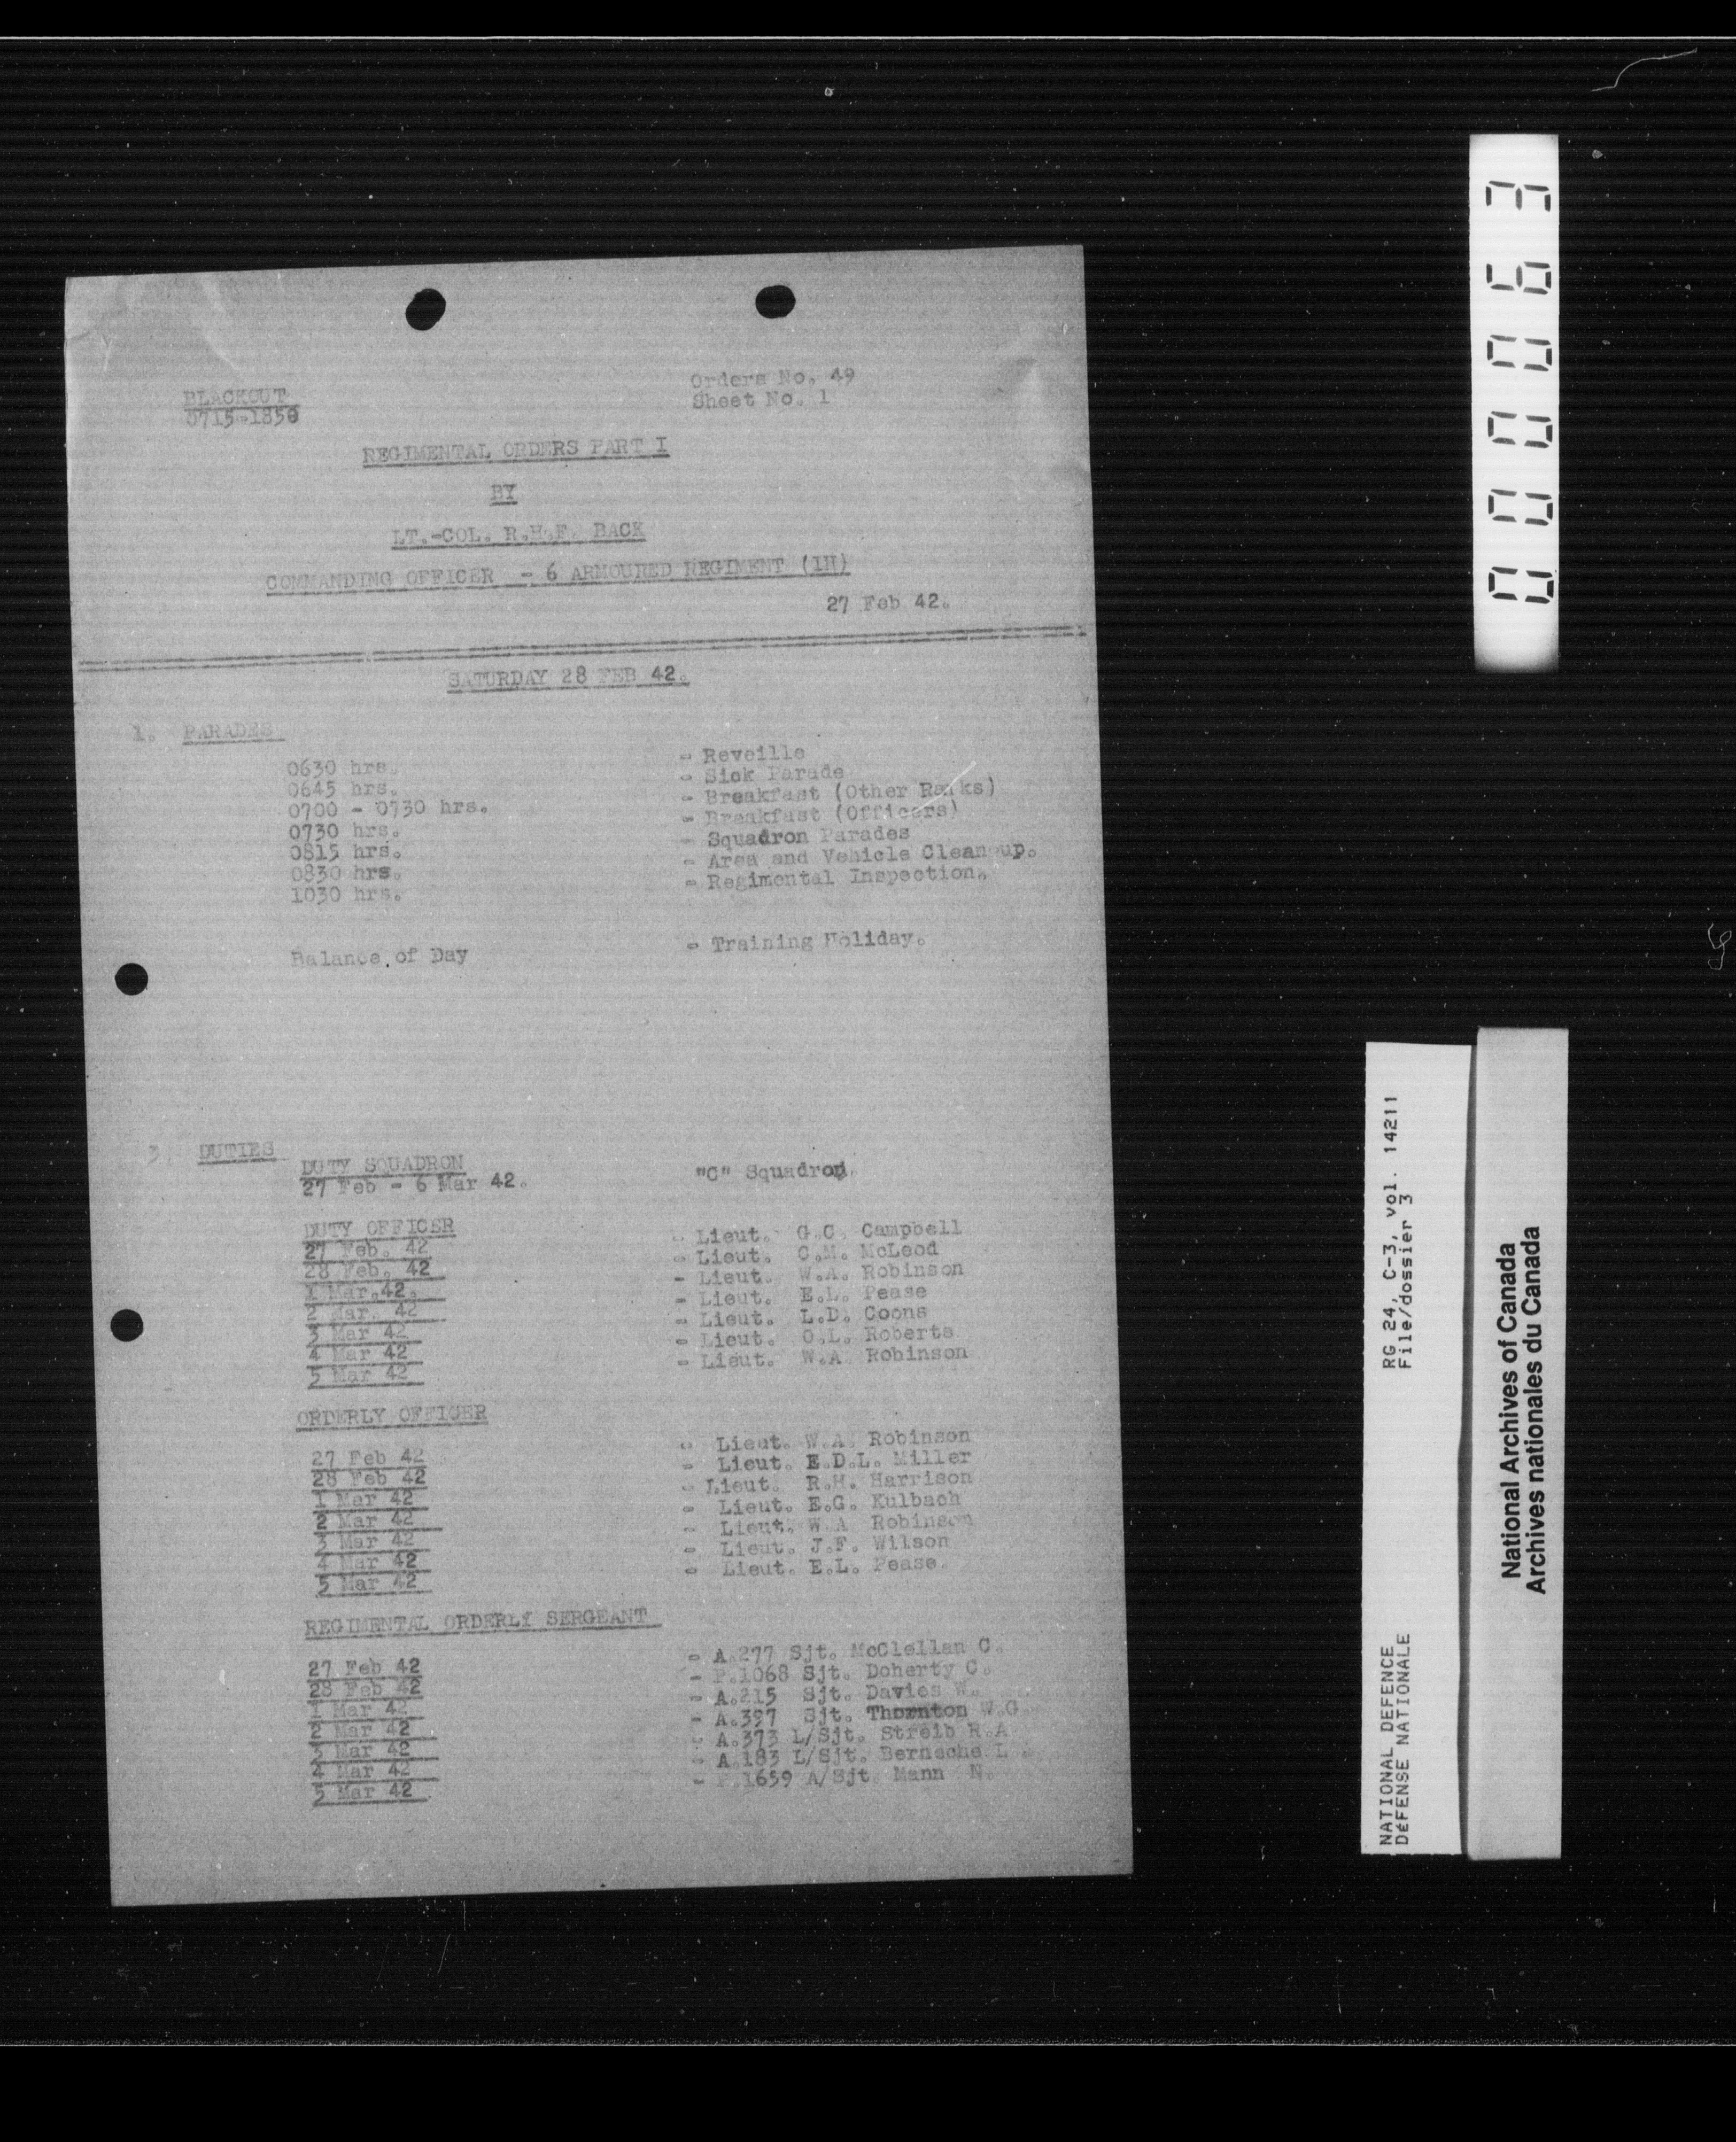 BLACKOUT
0715-1850
Orders No. 49
Sheet No. 1
REGIMENTAL ORDERS PART I
BY
LT.-COL. R.H.F. BACK
COMMANDING OFFICER - 6 ARMOURED REGIMENT (1H)
27 Feb 42.
SATURDAY 28 FEB 42.
1. PARADES
0630 hrs. - Reveille
0645 hrs. - Sick Parade
0700 - 0730 hrs. - Breakfast (Other Ranks)
0730 hrs. - Breakfast (Officers)
0815 hrs. - Squadron Parades
0830 hrs. - Area and Vehicle Clean-up.
1030 hrs. - Regimental Inspection.
Balance of Day - Training Holiday.
3. DUTIES
DUTY SQUADRON
27 Feb - 6 Mar 42. "C" Squadron.
DUTY OFFICER
27 Feb. 42 - Lieut. G.C. Campbell
28 Feb. 42 - Lieut. C.M. McLeod
1 Mar.42. - Lieut. W.A. Robinson
2 Mar. 42 - Lieut. E.L. Pease
3 Mar 42 - Lieut. L.D. Coons
4 Mar 42 - Lieut. O.L. Roberts
5 Mar 42 - Lieut. W.A. Robinson
ORDERLY OFFICER
27 Feb 42 - Lieut. W.A. Robinson
28 Feb 42 - Lieut. E.D.L. Miller
1 Mar 42 - Lieut. R.H. Harrison
2 Mar 42 - Lieut. E.G. Kulbach
3 Mar 42 - Lieut. W.A. Robinson
4 Mar 42 - Lieut. J.F. Wilson
5 Mar 42 - Lieut. E.L. Pease.
REGIMENTAL ORDERLY SERGEANT
27 Feb 42 - A.277 Sjt. McClellan C.
28 Feb 42 - P.1068 Sjt. Doherty C.
1 Mar 42 - A.215 Sjt. Davies W.
2 Mar 42 - A.397 Sjt. Thornton W.G.
3 Mar 42 - A.373 L/Sjt. Streib R.A.
4 Mar 42 - A.183 L/Sjt. Berneche L.
5 Mar 42 - P.1659 A/Sjt. Mann N.
000063
NATIONAL DEFENCE RG 24, C-3, vol. 14211
DÉFENSE NATIONALE File/dossier 3
National Archives of Canada
Archives nationales du Canada